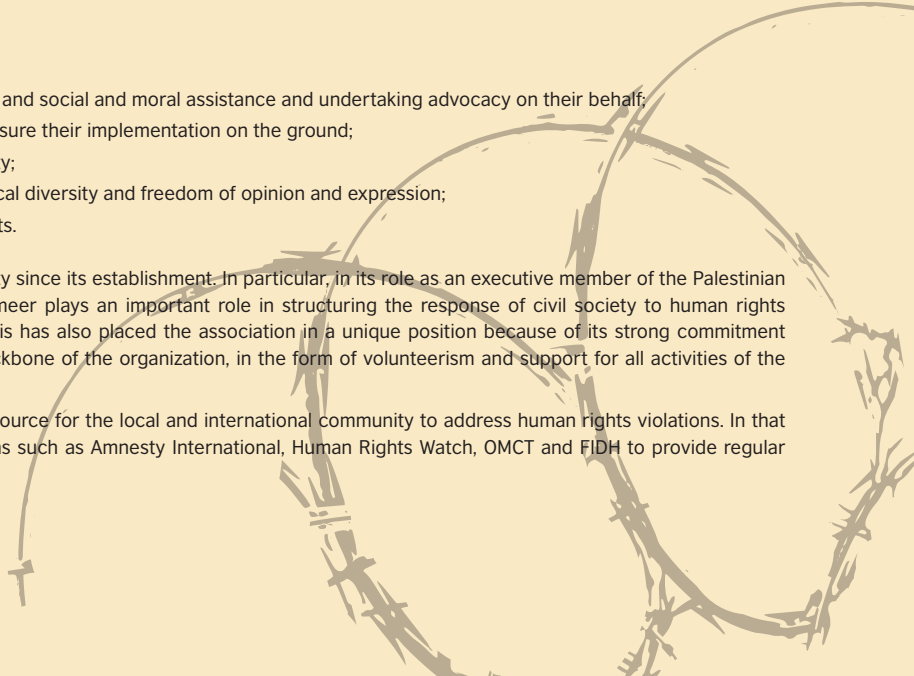 and social and moral assistance and undertaking advocacy on their behalf;
sure their implementation on the ground;
y;
cal diversity and freedom of opinion and expression;
ts.
y since its establishment. In particular, in its role as an executive member of the Palestinian
meer plays an important role in structuring the response of civil society to human rights
is has also placed the association in a unique position because of its strong commitment
kbone of the organization, in the form of volunteerism and support for all activities of the
ource for the local and international community to address human rights violations. In that
s such as Amnesty International, Human Rights Watch, OMCT and FIDH to provide regular